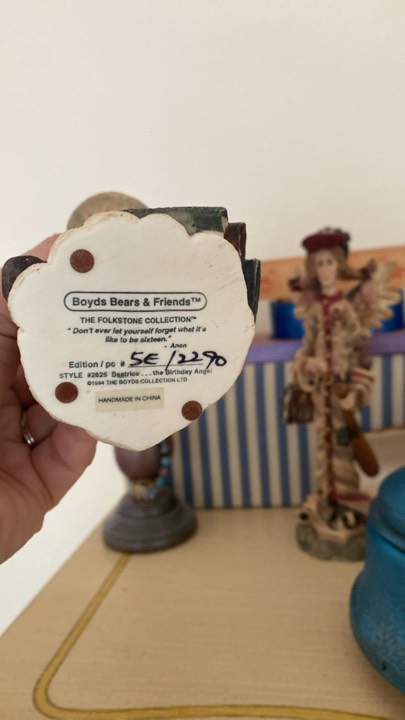 Boyds Bears & Friends™
THE FOLKSTONE COLLECTION™
"Don't ever let yourself forget what it's
like to be sixteen."
- Anon
Edition / pc # 5E/12290
STYLE #2825 Beatrice...the Birthday Angel
©1994 THE BOYDS COLLECTION LTD
HANDMADE IN CHINA